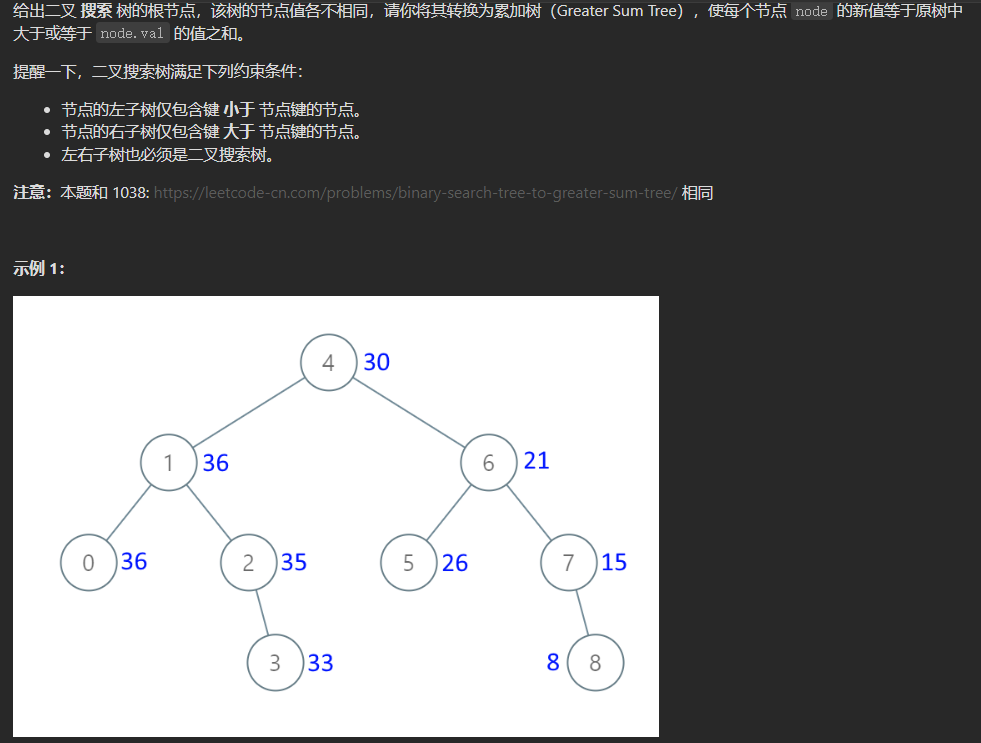 给出二叉 搜索 树的根节点，该树的节点值各不相同，请你将其转换为累加树（Greater Sum Tree），使每个节点 node 的新值等于原树中
大于或等于 node.val 的值之和。
提醒一下，二叉搜索树满足下列约束条件：
节点的左子树仅包含键 小于 节点键的节点。
节点的右子树仅包含键 大于 节点键的节点。
左右子树也必须是二叉搜索树。
注意：本题和 1038: https://leetcode-cn.com/problems/binary-search-tree-to-greater-sum-tree/ 相同
示例 1：
4 30
1 36 6 21
0 36 2 35 5 26 7 15
3 33 8 8